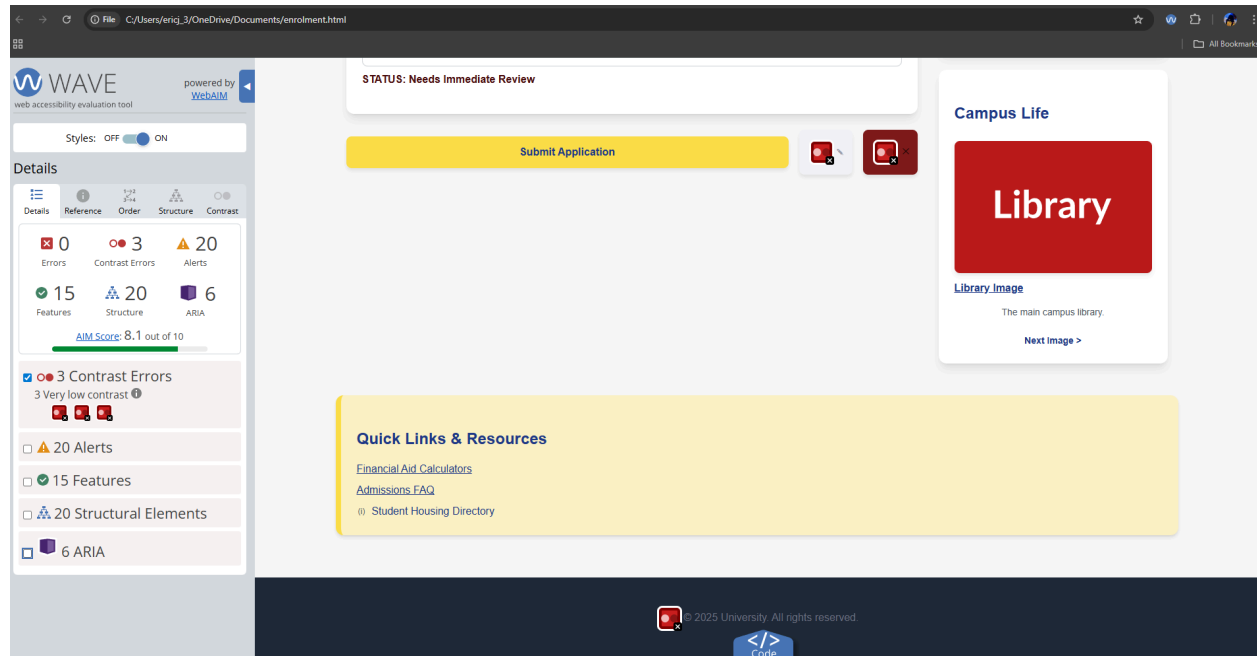 File C:/Users/ericj_3/OneDrive/Documents/enrolment.html
All Bookmarks
WAVE
web accessibility evaluation tool
powered by
WebAIM
Styles: OFF ON
Details
Details Reference Order Structure Contrast
0 3 20
Errors Contrast Errors Alerts
15 20 6
Features Structure ARIA
AIM Score: 8.1 out of 10
3 Contrast Errors
3 Very low contrast
20 Alerts
15 Features
20 Structural Elements
6 ARIA
STATUS: Needs Immediate Review
Submit Application
Campus Life
Library
Library Image
The main campus library.
Next Image >
Quick Links & Resources
Financial Aid Calculators
Admissions FAQ
(i) Student Housing Directory
© 2025 University. All rights reserved.
</>
Code